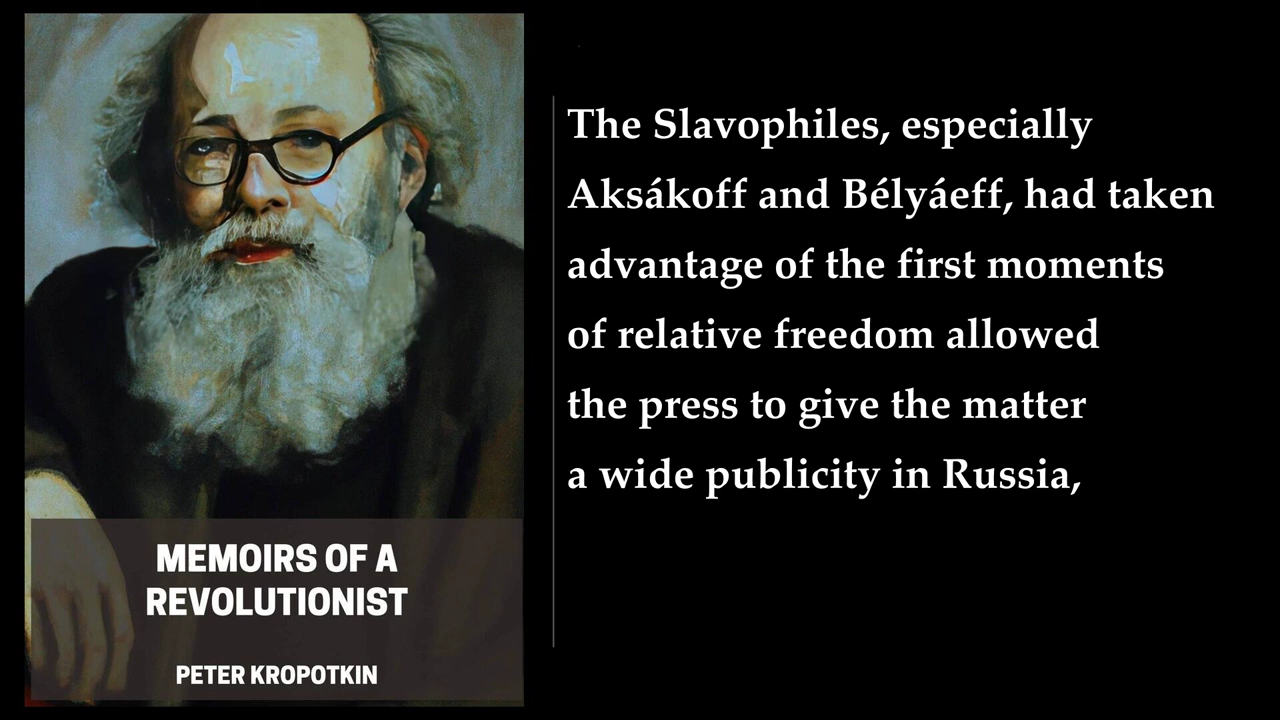 The Slavophiles, especially
Aksákoff and Bélyáeff, had taken
advantage of the first moments
of relative freedom allowed
the press to give the matter
a wide publicity in Russia,
MEMOIRS OF A
REVOLUTIONIST
PETER KROPOTKIN